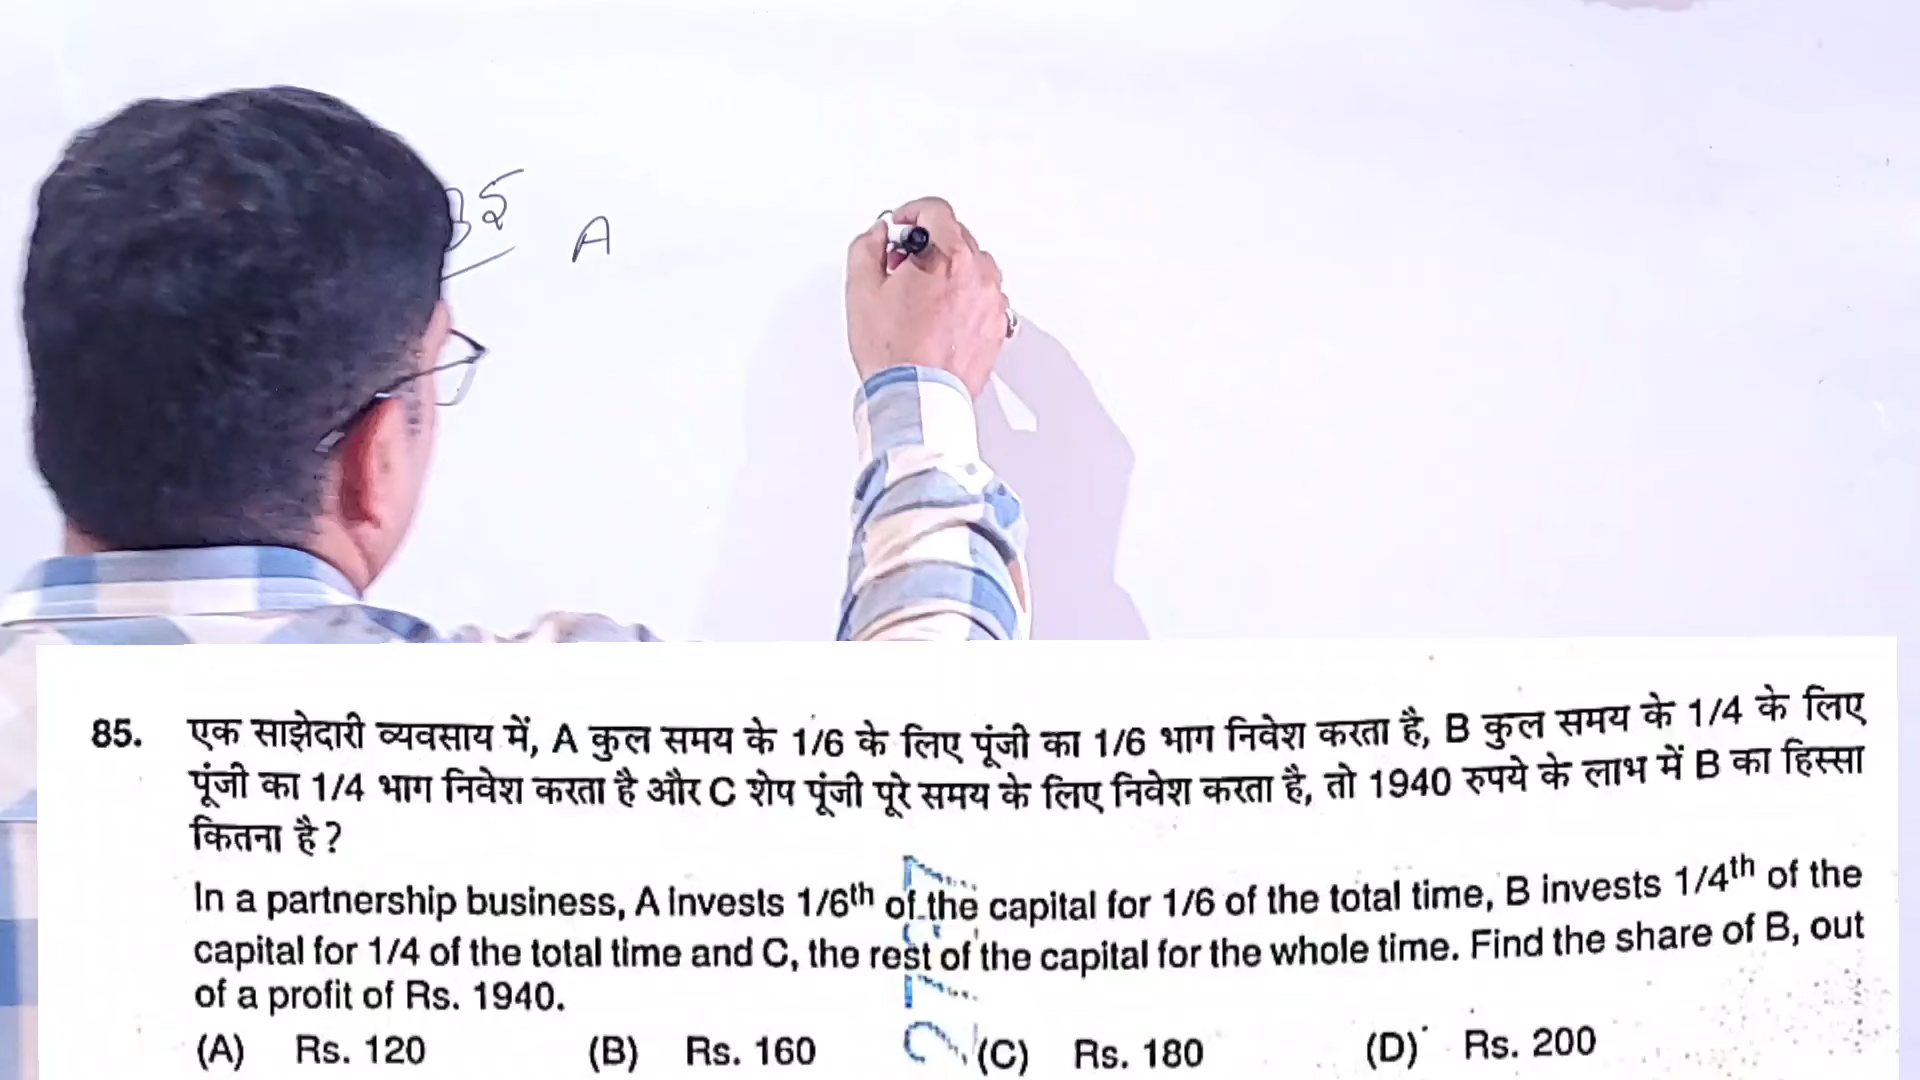 35
A
85. एक साझेदारी व्यवसाय में, A कुल समय के 1/6 के लिए पूंजी का 1/6 भाग निवेश करता है, B कुल समय के 1/4 के लिए
पूंजी का 1/4 भाग निवेश करता है और C शेष पूंजी पूरे समय के लिए निवेश करता है, तो 1940 रुपये के लाभ में B का हिस्सा
कितना है ?
In a partnership business, A invests 1/6th of the capital for 1/6 of the total time, B invests 1/4th of the
capital for 1/4 of the total time and C, the rest of the capital for the whole time. Find the share of B, out
of a profit of Rs. 1940.
(A) Rs. 120 (B) Rs. 160 (C) Rs. 180 (D) Rs. 200